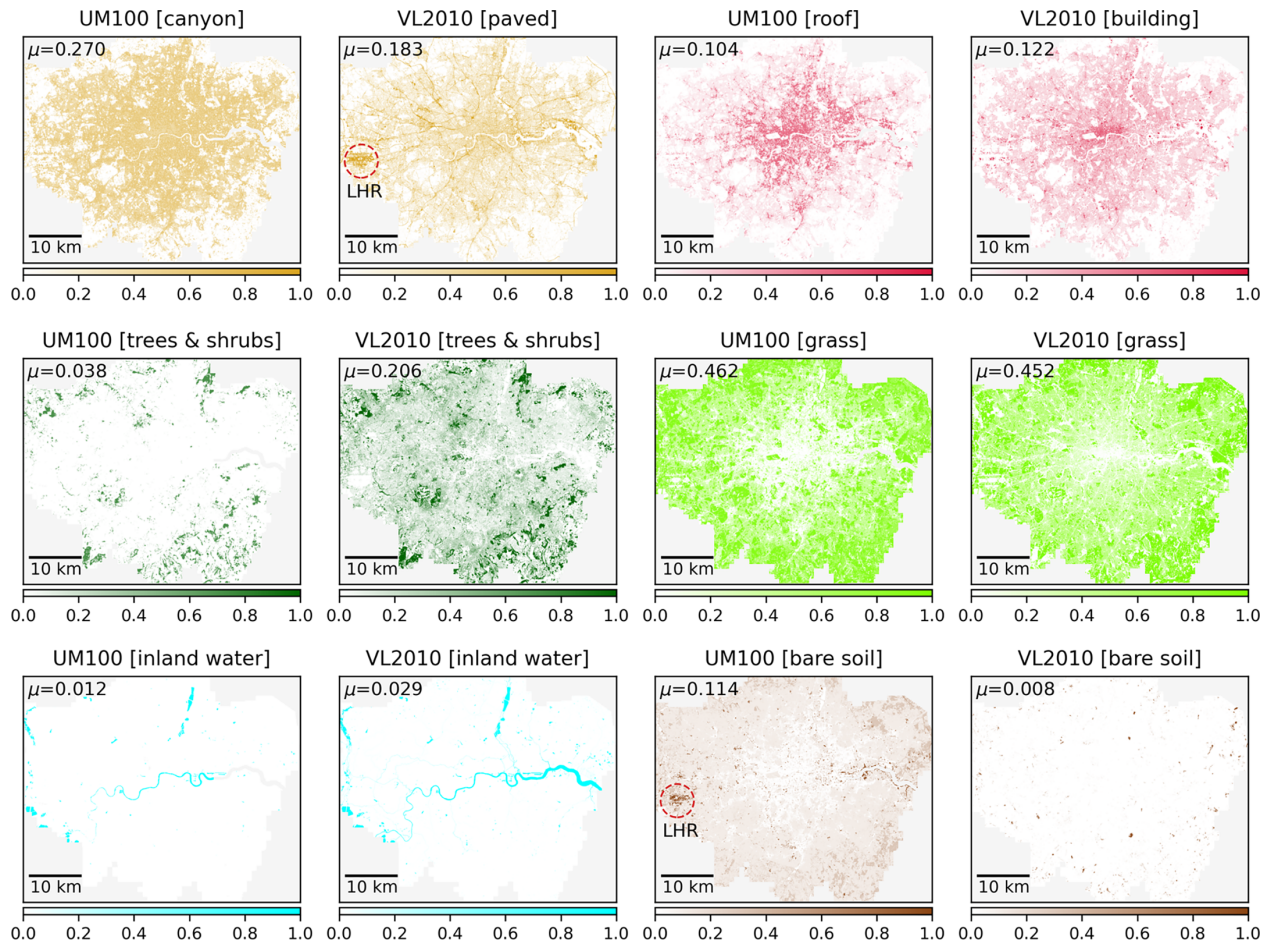 UM100 [canyon] VL2010 [paved] UM100 [roof] VL2010 [building]
μ=0.270 μ=0.183 μ=0.104 μ=0.122
LHR
10 km 10 km 10 km 10 km
0.0 0.2 0.4 0.6 0.8 1.0 0.0 0.2 0.4 0.6 0.8 1.0 0.0 0.2 0.4 0.6 0.8 1.0 0.0 0.2 0.4 0.6 0.8 1.0
UM100 [trees & shrubs] VL2010 [trees & shrubs] UM100 [grass] VL2010 [grass]
μ=0.038 μ=0.206 μ=0.462 μ=0.452
10 km 10 km 10 km 10 km
0.0 0.2 0.4 0.6 0.8 1.0 0.0 0.2 0.4 0.6 0.8 1.0 0.0 0.2 0.4 0.6 0.8 1.0 0.0 0.2 0.4 0.6 0.8 1.0
UM100 [inland water] VL2010 [inland water] UM100 [bare soil] VL2010 [bare soil]
μ=0.012 μ=0.029 μ=0.114 μ=0.008
LHR
10 km 10 km 10 km 10 km
0.0 0.2 0.4 0.6 0.8 1.0 0.0 0.2 0.4 0.6 0.8 1.0 0.0 0.2 0.4 0.6 0.8 1.0 0.0 0.2 0.4 0.6 0.8 1.0